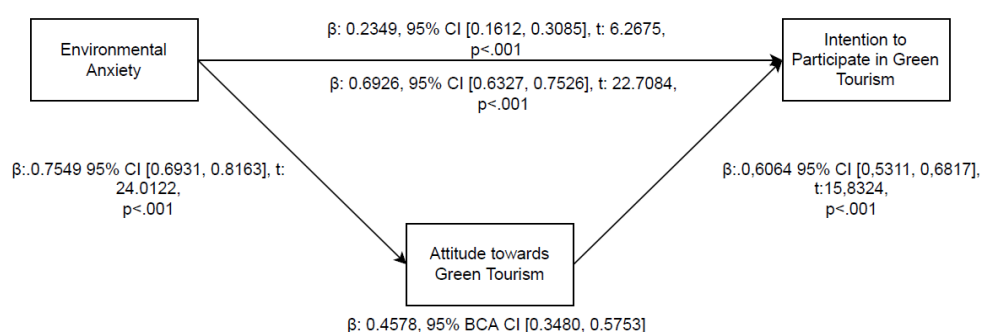 β: 0.2349, 95% CI [0.1612, 0.3085], t: 6.2675,
p<.001
Environmental
Anxiety
Intention to
Participate in Green
Tourism
β: 0.6926, 95% CI [0.6327, 0.7526], t: 22.7084,
p<.001
β:.0.7549 95% CI [0.6931, 0.8163], t:
24.0122,
p<.001
β:.0,6064 95% CI [0,5311, 0,6817],
t:15,8324,
p<.001
Attitude towards
Green Tourism
β: 0.4578, 95% BCA CI [0.3480, 0.5753]